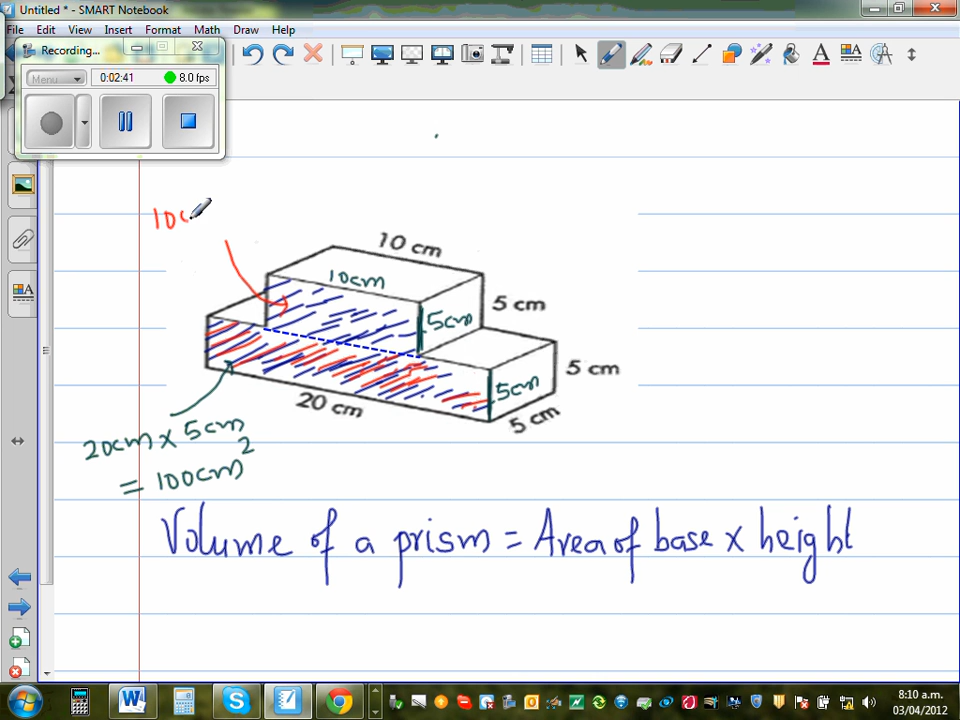 Untitled * - SMART Notebook
File Edit View Insert Format Math Draw Help
Recording...
Menu 0:02:41 8.0 fps
10c
10 cm
10cm
5 cm
5cm
5 cm
5cm
20 cm
5 cm
20cm x 5cm
= 100cm2
Volume of a prism = Area of base x height
8:10 a.m.
03/04/2012